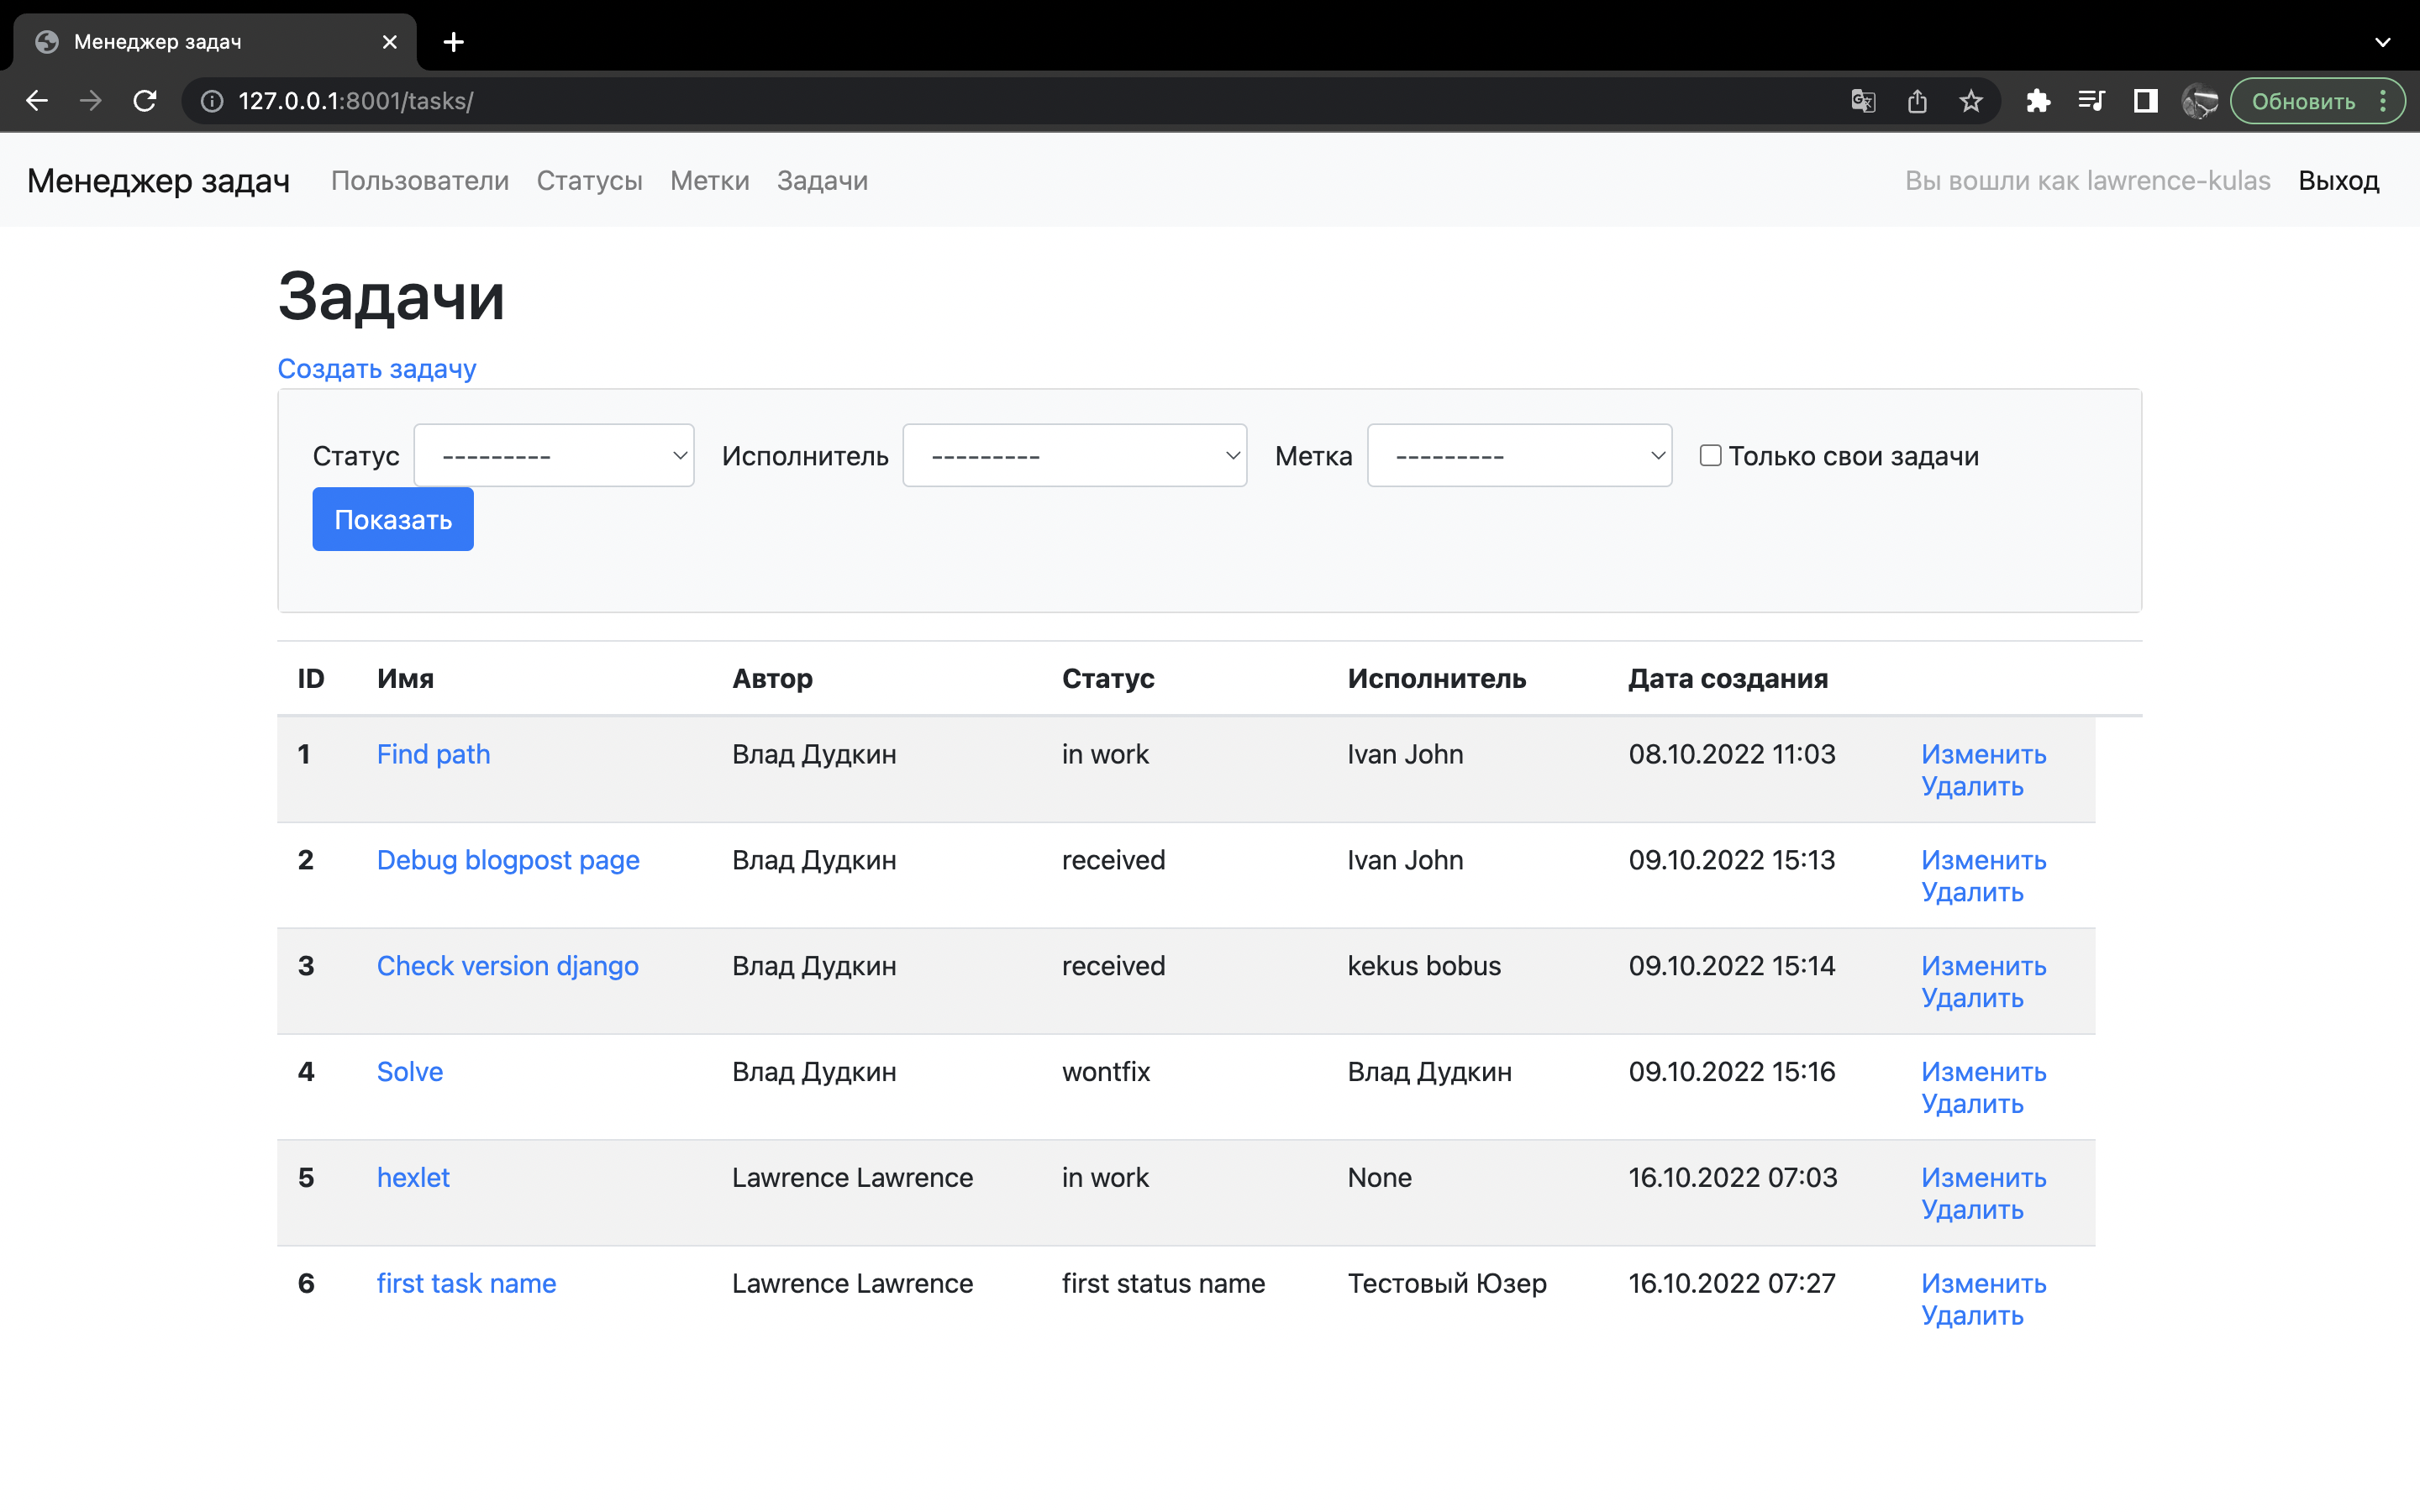 Менеджер задач
127.0.0.1:8001/tasks/
Обновить
Менеджер задач Пользователи Статусы Метки Задачи Вы вошли как lawrence-kulas Выход
Задачи
Создать задачу
Статус --------- Исполнитель --------- Метка --------- Только свои задачи
Показать
ID Имя Автор Статус Исполнитель Дата создания
1 Find path Влад Дудкин in work Ivan John 08.10.2022 11:03 Изменить
Удалить
2 Debug blogpost page Влад Дудкин received Ivan John 09.10.2022 15:13 Изменить
Удалить
3 Check version django Влад Дудкин received kekus bobus 09.10.2022 15:14 Изменить
Удалить
4 Solve Влад Дудкин wontfix Влад Дудкин 09.10.2022 15:16 Изменить
Удалить
5 hexlet Lawrence Lawrence in work None 16.10.2022 07:03 Изменить
Удалить
6 first task name Lawrence Lawrence first status name Тестовый Юзер 16.10.2022 07:27 Изменить
Удалить